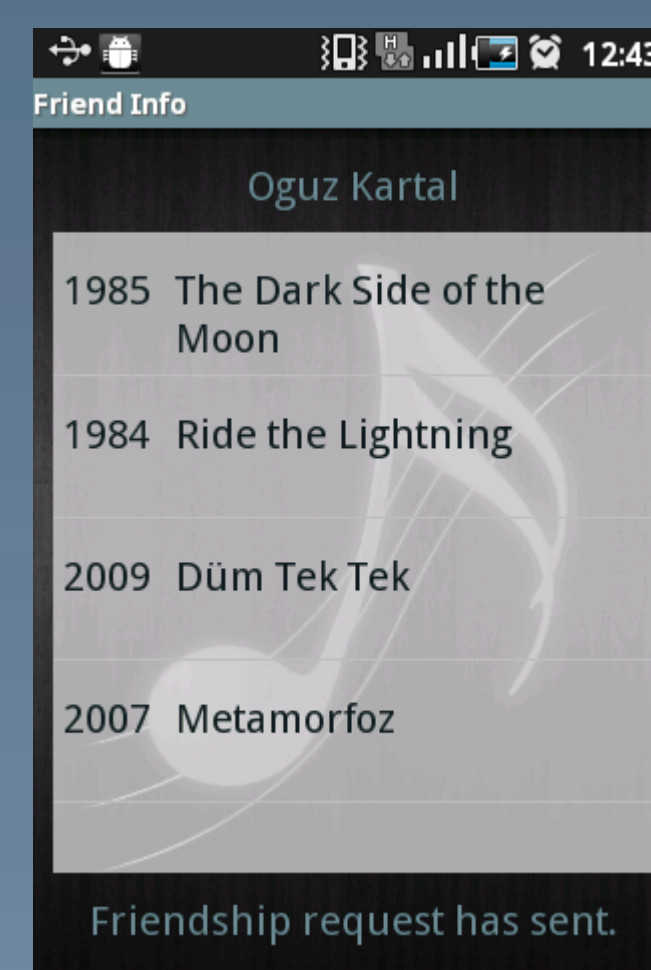 H
12:43
Friend Info
Oguz Kartal
1985 The Dark Side of the
Moon
1984 Ride the Lightning
2009 Düm Tek Tek
2007 Metamorfoz
Friendship request has sent.